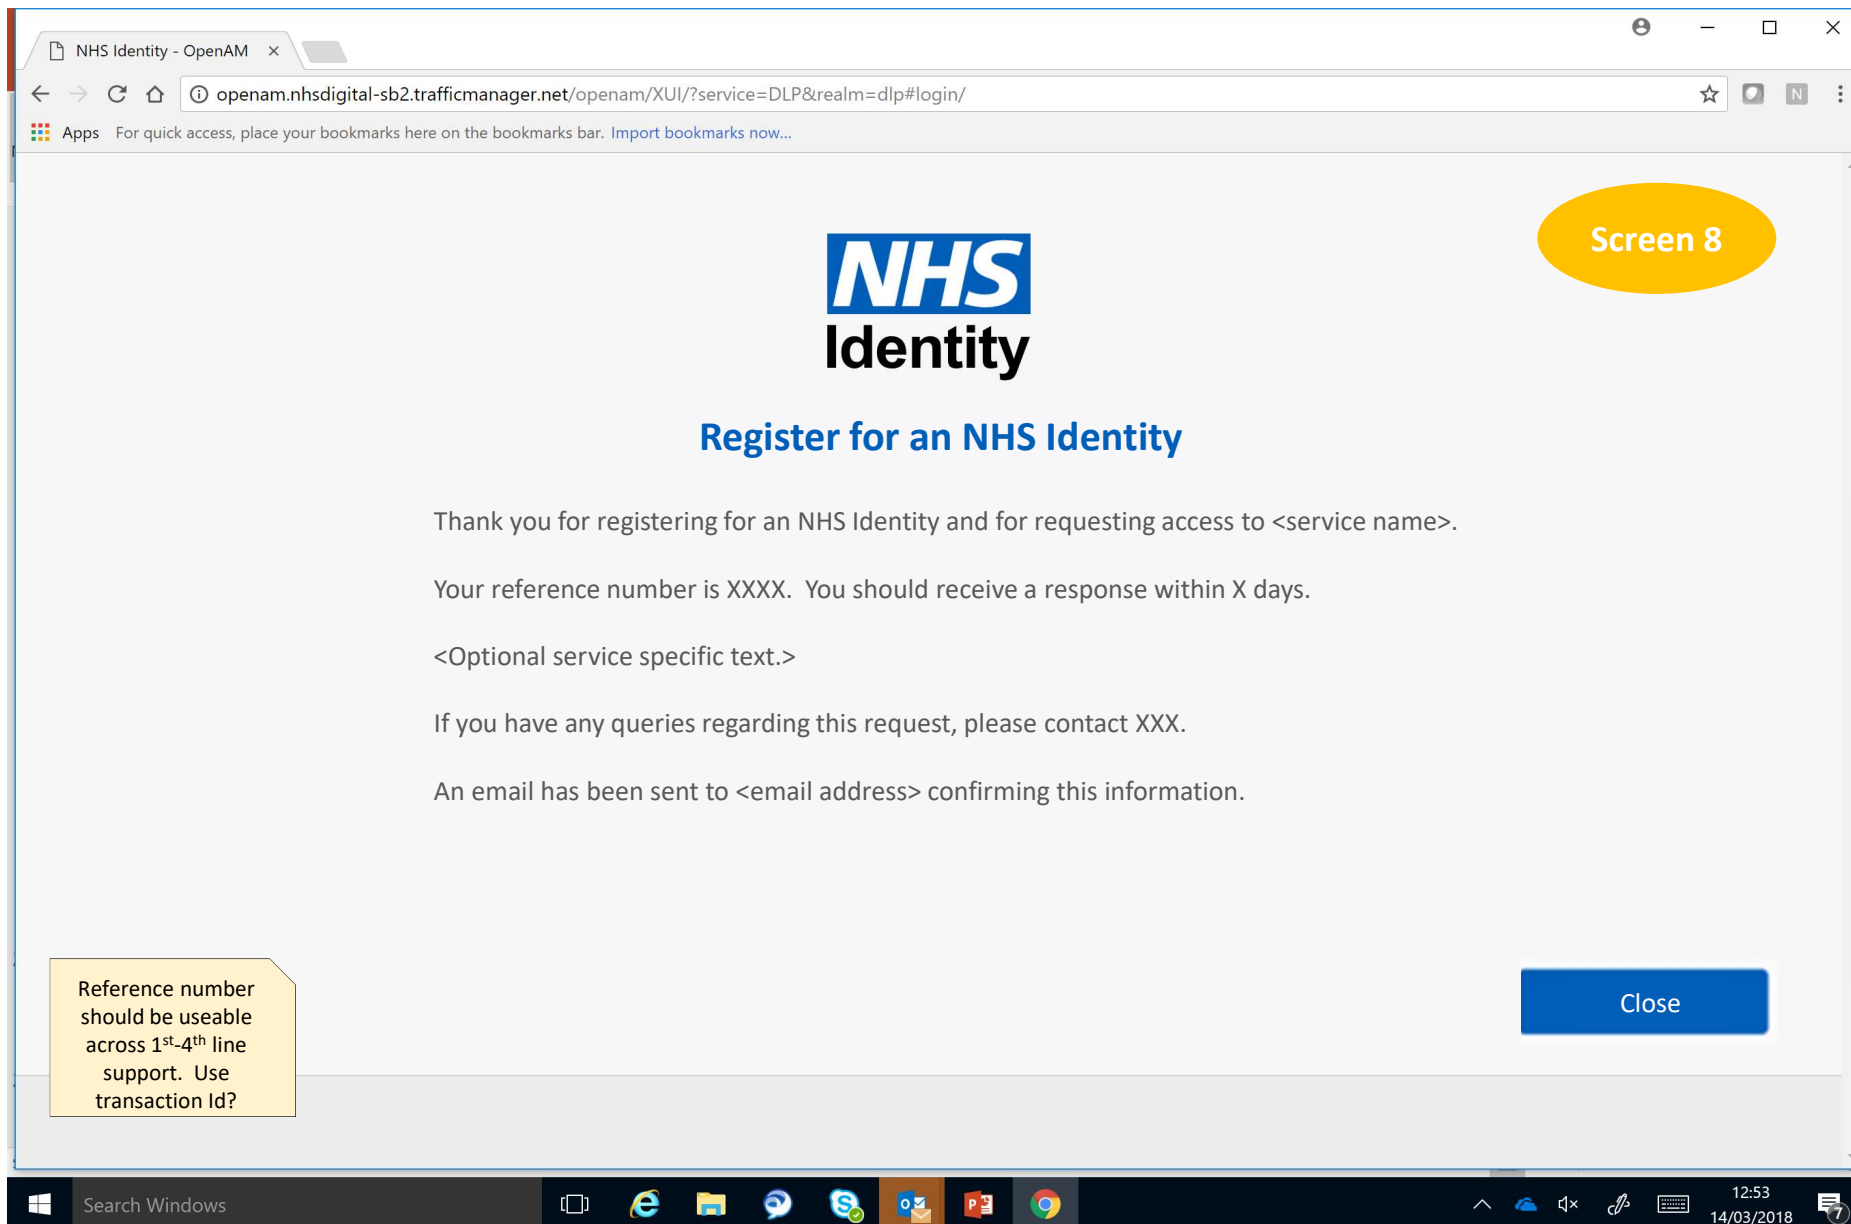 NHS Identity - OpenAM
openam.nhsdigital-sb2.trafficmanager.net/openam/XUI/?service=DLP&realm=dlp#login/
N
Apps For quick access, place your bookmarks here on the bookmarks bar. Import bookmarks now...
Screen 8
NHS
Identity
Register for an NHS Identity
Thank you for registering for an NHS Identity and for requesting access to <service name>.
Your reference number is XXXX. You should receive a response within X days.
<Optional service specific text.>
If you have any queries regarding this request, please contact XXX.
An email has been sent to <email address> confirming this information.
Reference number
should be useable
across 1st-4th line
support. Use
transaction Id?
Close
Search Windows
12:53
14/03/2018
7